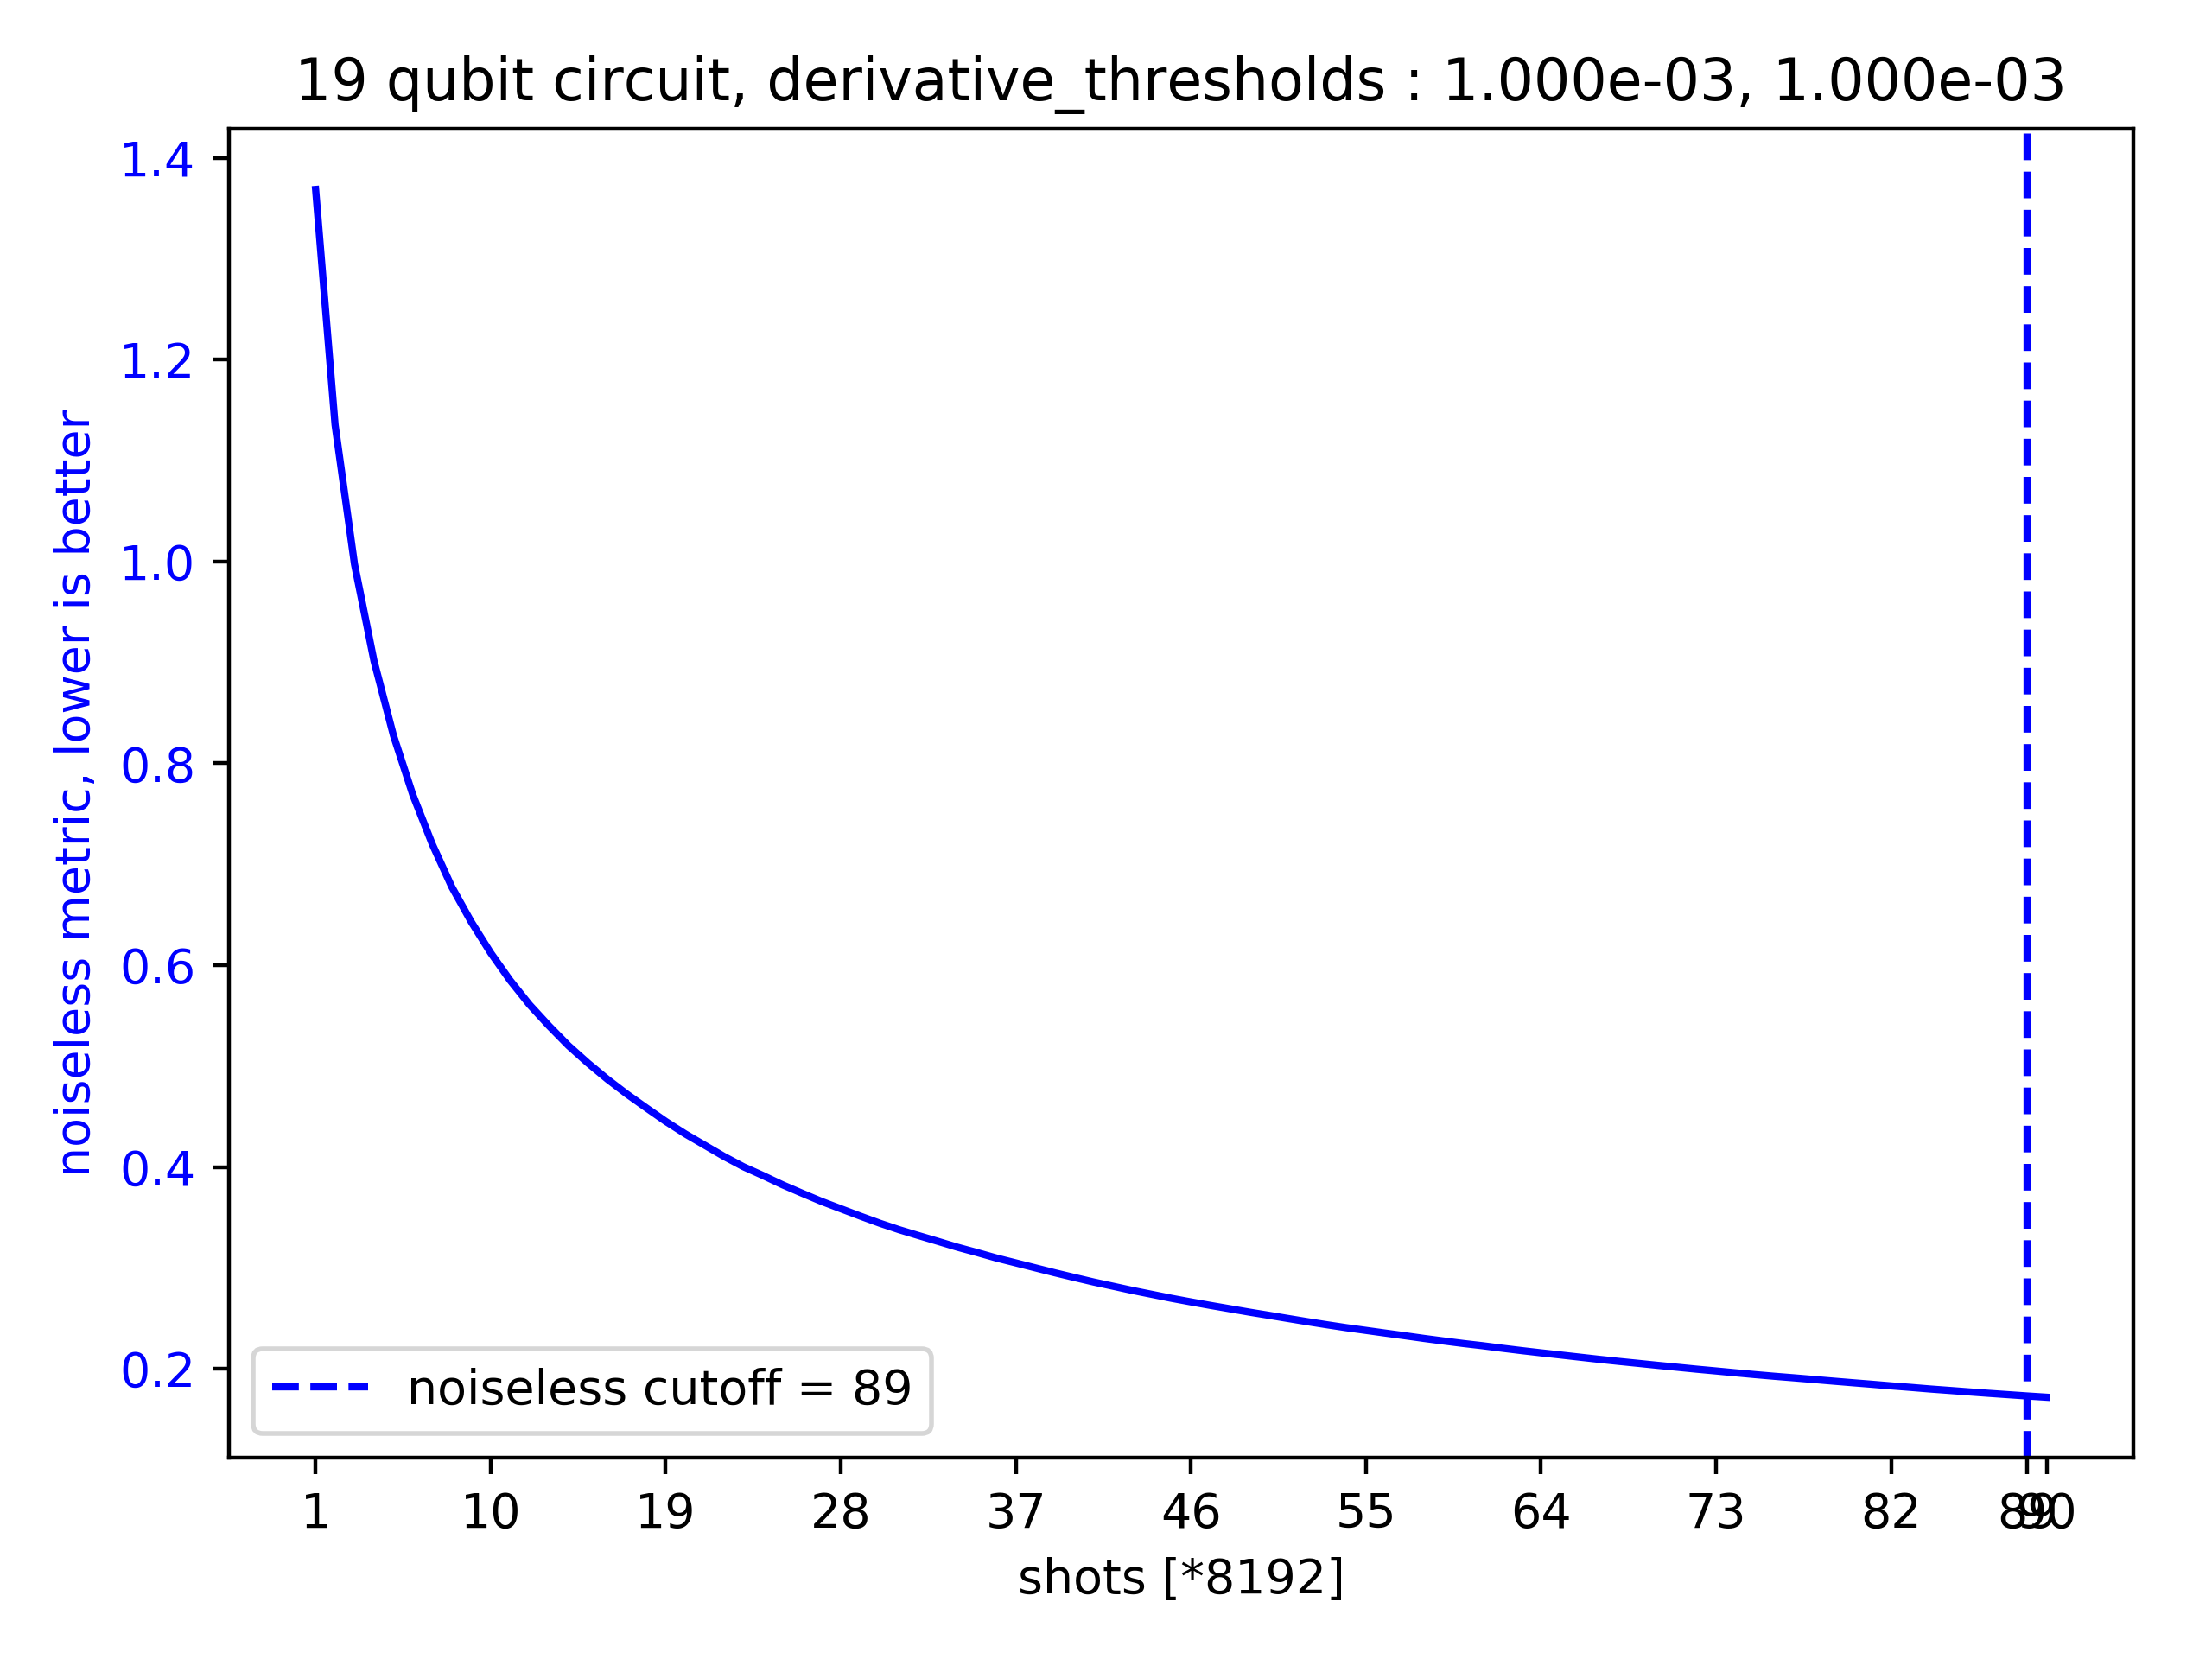 19 qubit circuit, derivative_thresholds : 1.000e-03, 1.000e-03
noiseless metric, lower is better
1.4
1.2
1.0
0.8
0.6
0.4
0.2
noiseless cutoff = 89
1 10 19 28 37 46 55 64 73 82 89 90
shots [*8192]